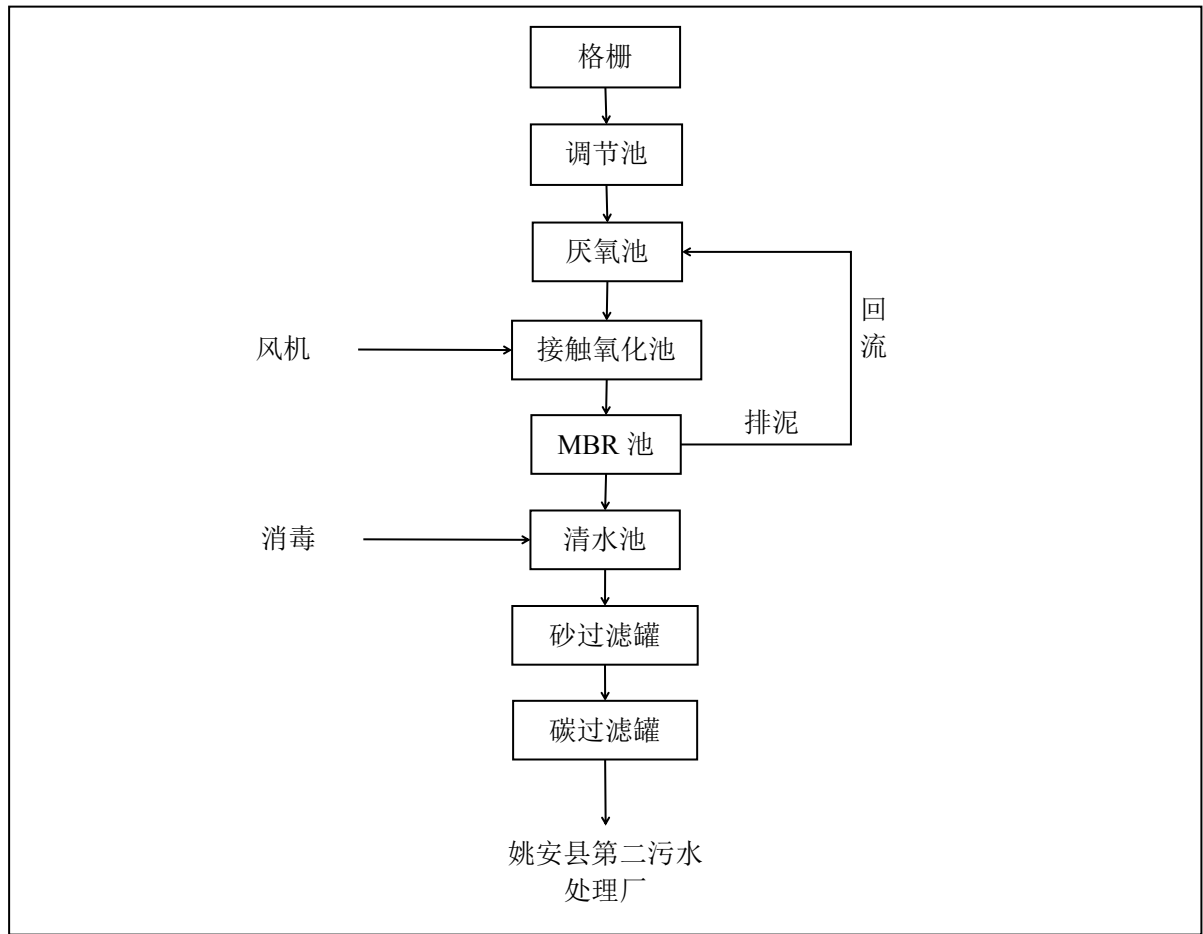 格栅
调节池
厌氧池
回
流
风机
接触氧化池
排泥
MBR 池
消毒
清水池
砂过滤罐
碳过滤罐
姚安县第二污水
处理厂